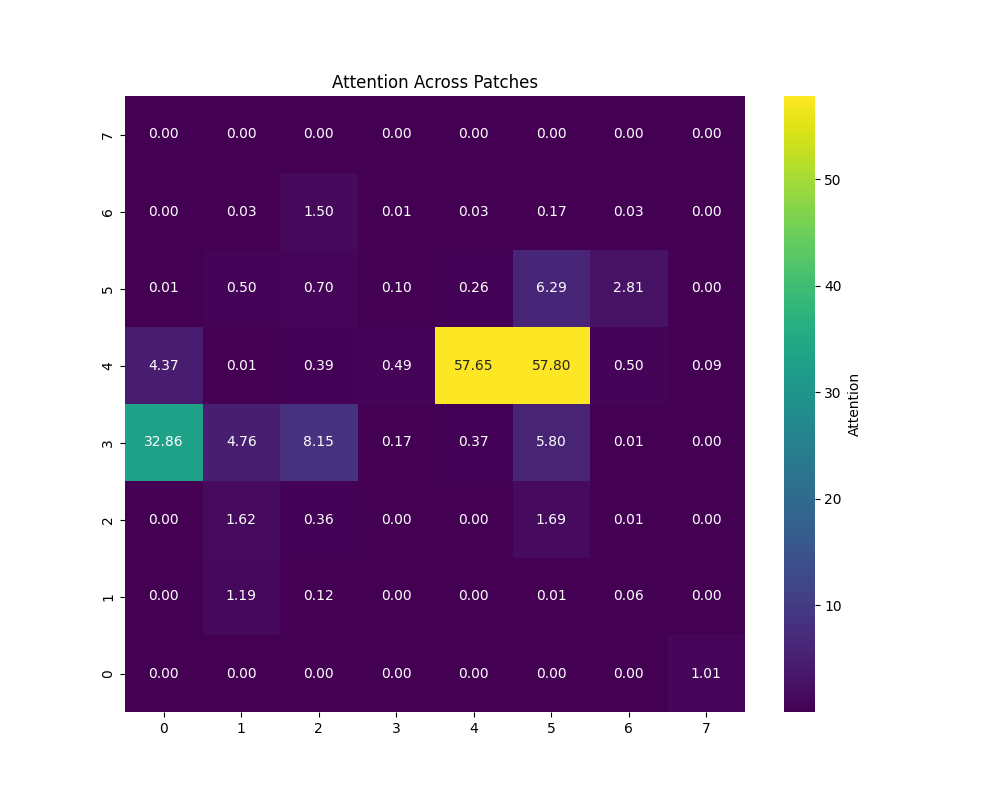 Attention Across Patches
7 0.00 0.00 0.00 0.00 0.00 0.00 0.00 0.00
6 0.00 0.03 1.50 0.01 0.03 0.17 0.03 0.00
5 0.01 0.50 0.70 0.10 0.26 6.29 2.81 0.00
4 4.37 0.01 0.39 0.49 57.65 57.80 0.50 0.09
3 32.86 4.76 8.15 0.17 0.37 5.80 0.01 0.00
2 0.00 1.62 0.36 0.00 0.00 1.69 0.01 0.00
1 0.00 1.19 0.12 0.00 0.00 0.01 0.06 0.00
0 0.00 0.00 0.00 0.00 0.00 0.00 0.00 1.01
0 1 2 3 4 5 6 7
50
40
30
20
10
Attention